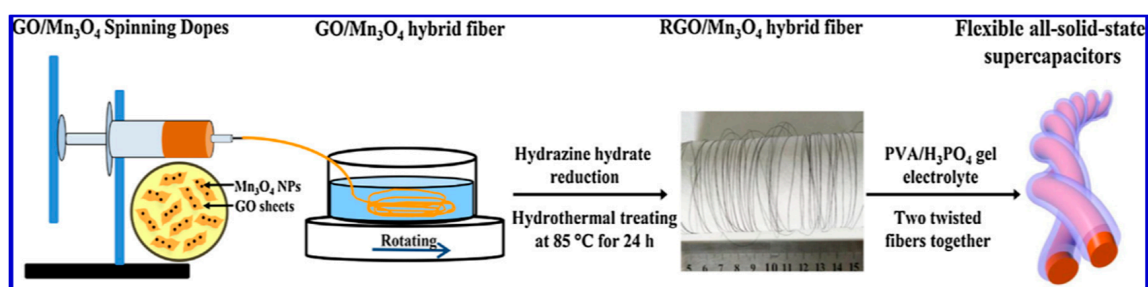 GO/Mn₃O₄ Spinning Dopes
Mn₃O₄ NPs
GO sheets
GO/Mn₃O₄ hybrid fiber
Rotating
Hydrazine hydrate
reduction
Hydrothermal treating
at 85 °C for 24 h
RGO/Mn₃O₄ hybrid fiber
5 6 7 8 9 10 11 12 13 14 15
PVA/H₃PO₄ gel
electrolyte
Two twisted
fibers together
Flexible all-solid-state
supercapacitors